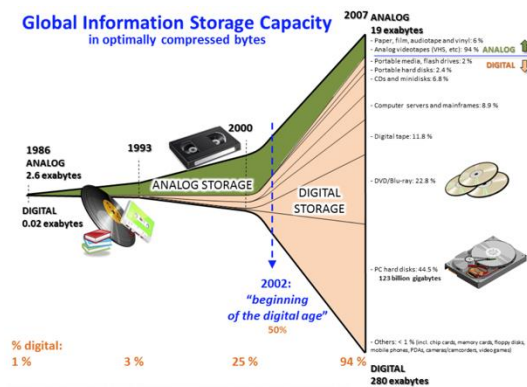 Global Information Storage Capacity
in optimally compressed bytes
2007
ANALOG
19 exabytes
- Paper, film, audiotape and vinyl: 6 %
- Analog videotapes (VHS, etc): 94 %
ANALOG
- Portable media, flash drives: 2 %
DIGITAL
- Portable hard disks: 2.4 %
- CDs and minidisks: 6.8 %
- Computer servers and mainframes: 8.9 %
- Digital tape: 11.8 %
- DVD/Blu-ray: 22.8 %
- PC hard disks: 44.5 %
123 billion gigabytes
- Others: < 1 % (incl. chip cards, memory cards, floppy disks,
mobile phones, PDAs, cameras/camcorders, video games)
DIGITAL
280 exabytes
1986
ANALOG
2.6 exabytes
DIGITAL
0.02 exabytes
1993
2000
ANALOG STORAGE
DIGITAL
STORAGE
2002:
"beginning
of the digital age"
50%
% digital:
1 %
3 %
25 %
94 %